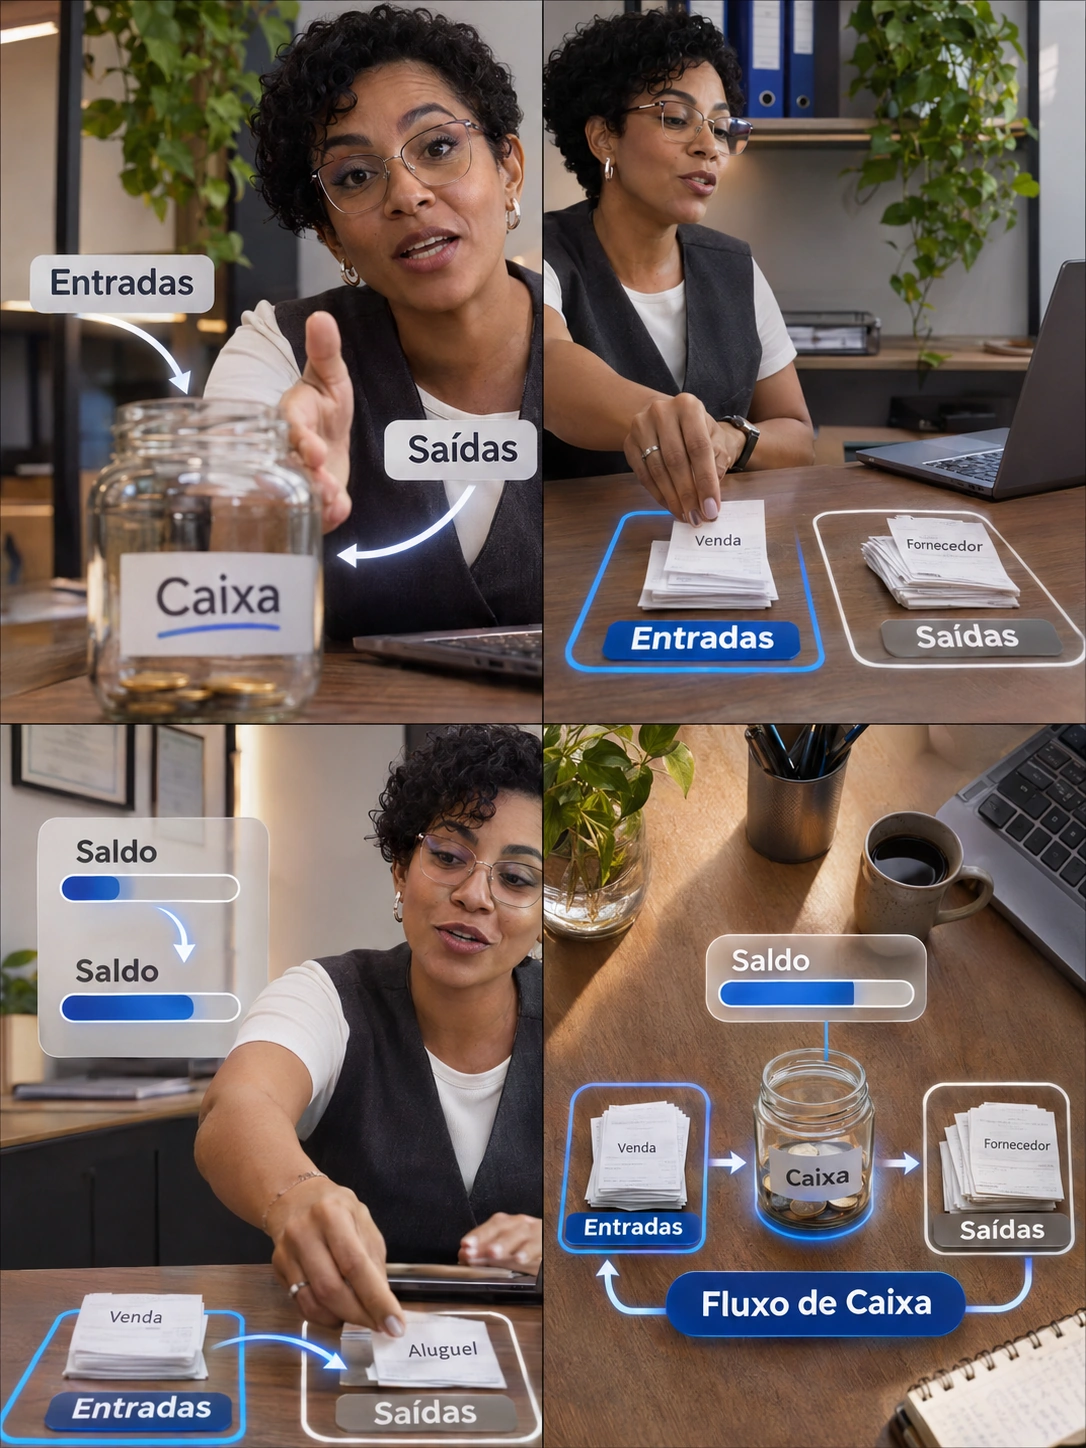 Entradas
Saídas
Caixa
Venda
Fornecedor
Entradas
Saídas
Saldo
Saldo
Venda
Aluguel
Entradas
Saídas
Saldo
Venda
Caixa
Fornecedor
Entradas
Saídas
Fluxo de Caixa